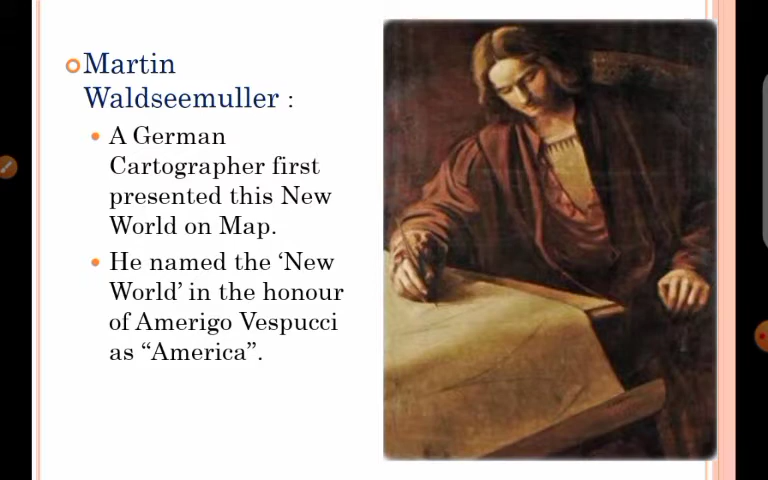 Martin
Waldseemuller :
A German
Cartographer first
presented this New
World on Map.
He named the ‘New
World’ in the honour
of Amerigo Vespucci
as “America”.